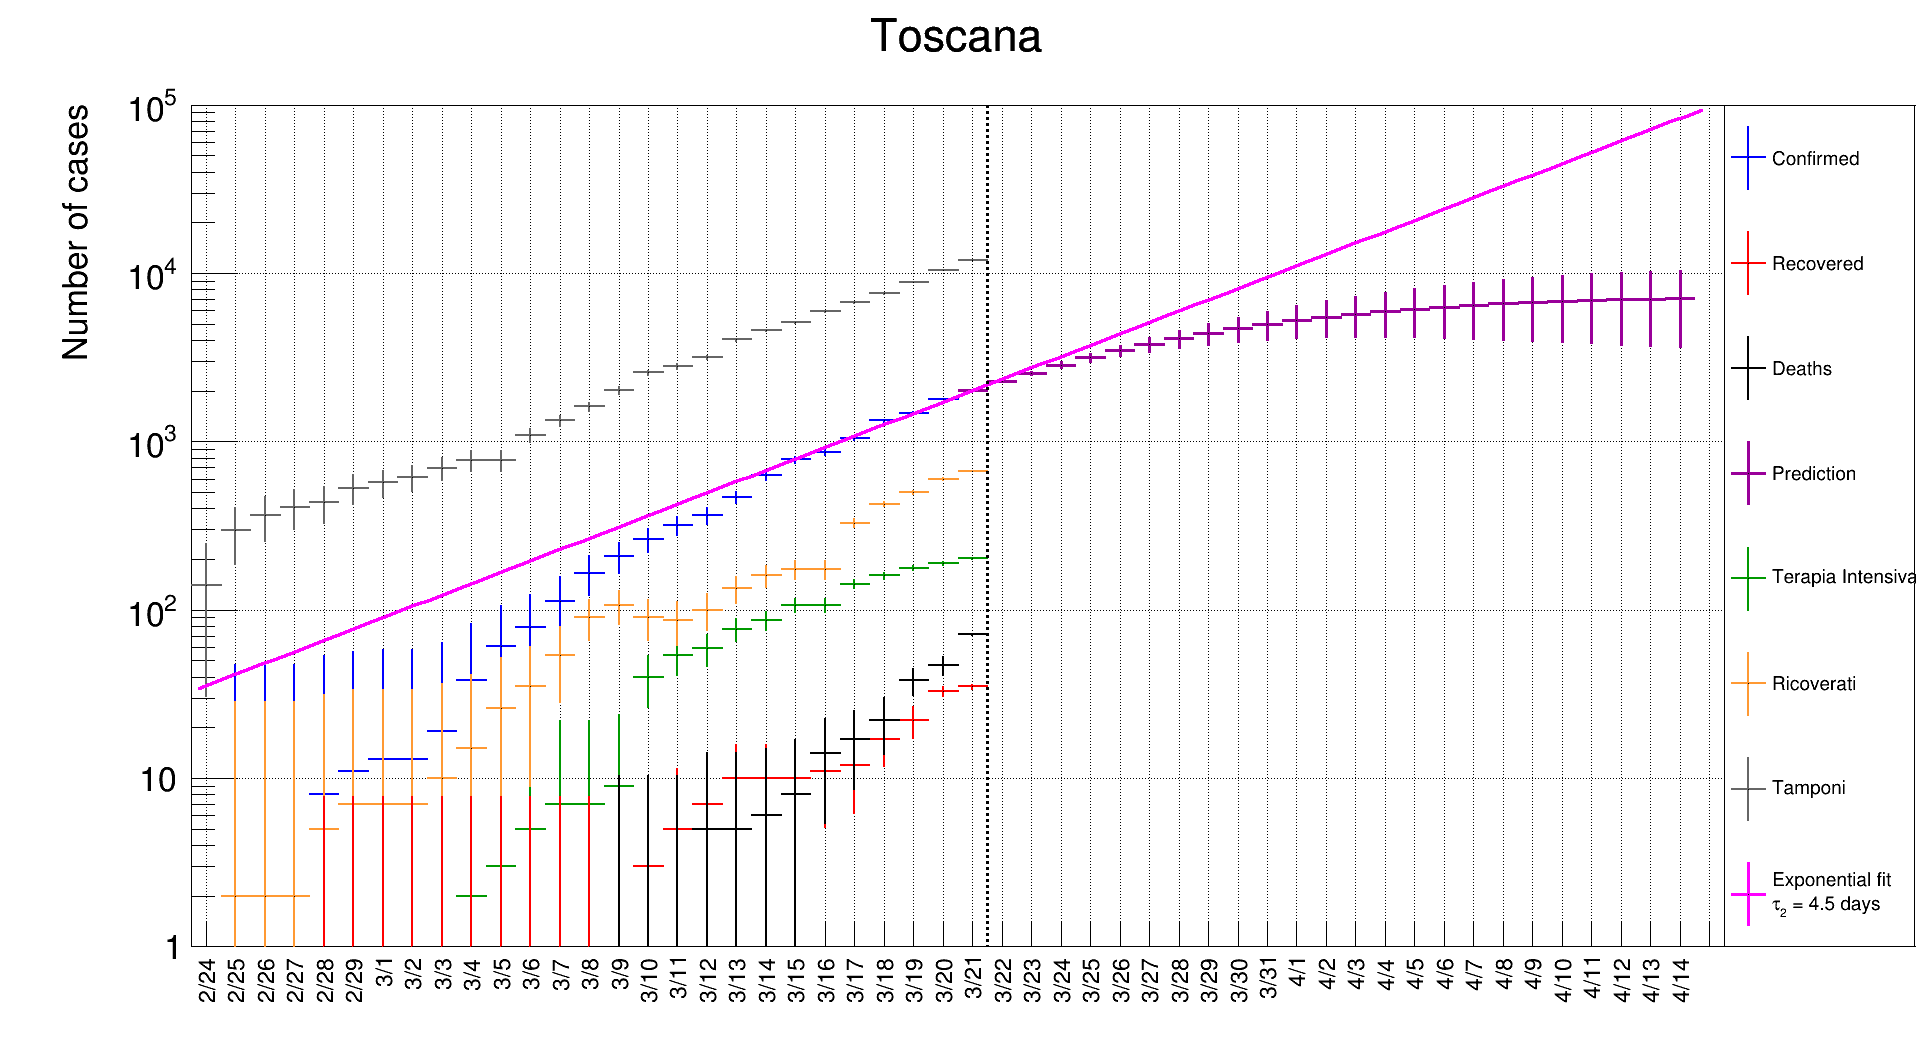 Toscana
Number of cases
10^5
10^4
10^3
10^2
10
1
2/24 2/25 2/26 2/27 2/28 2/29 3/1 3/2 3/3 3/4 3/5 3/6 3/7 3/8 3/9 3/10 3/11 3/12 3/13 3/14 3/15 3/16 3/17 3/18 3/19 3/20 3/21 3/22 3/23 3/24 3/25 3/26 3/27 3/28 3/29 3/30 3/31 4/1 4/2 4/3 4/4 4/5 4/6 4/7 4/8 4/9 4/10 4/11 4/12 4/13 4/14
Confirmed
Recovered
Deaths
Prediction
Terapia Intensiva
Ricoverati
Tamponi
Exponential fit
τ₂ = 4.5 days